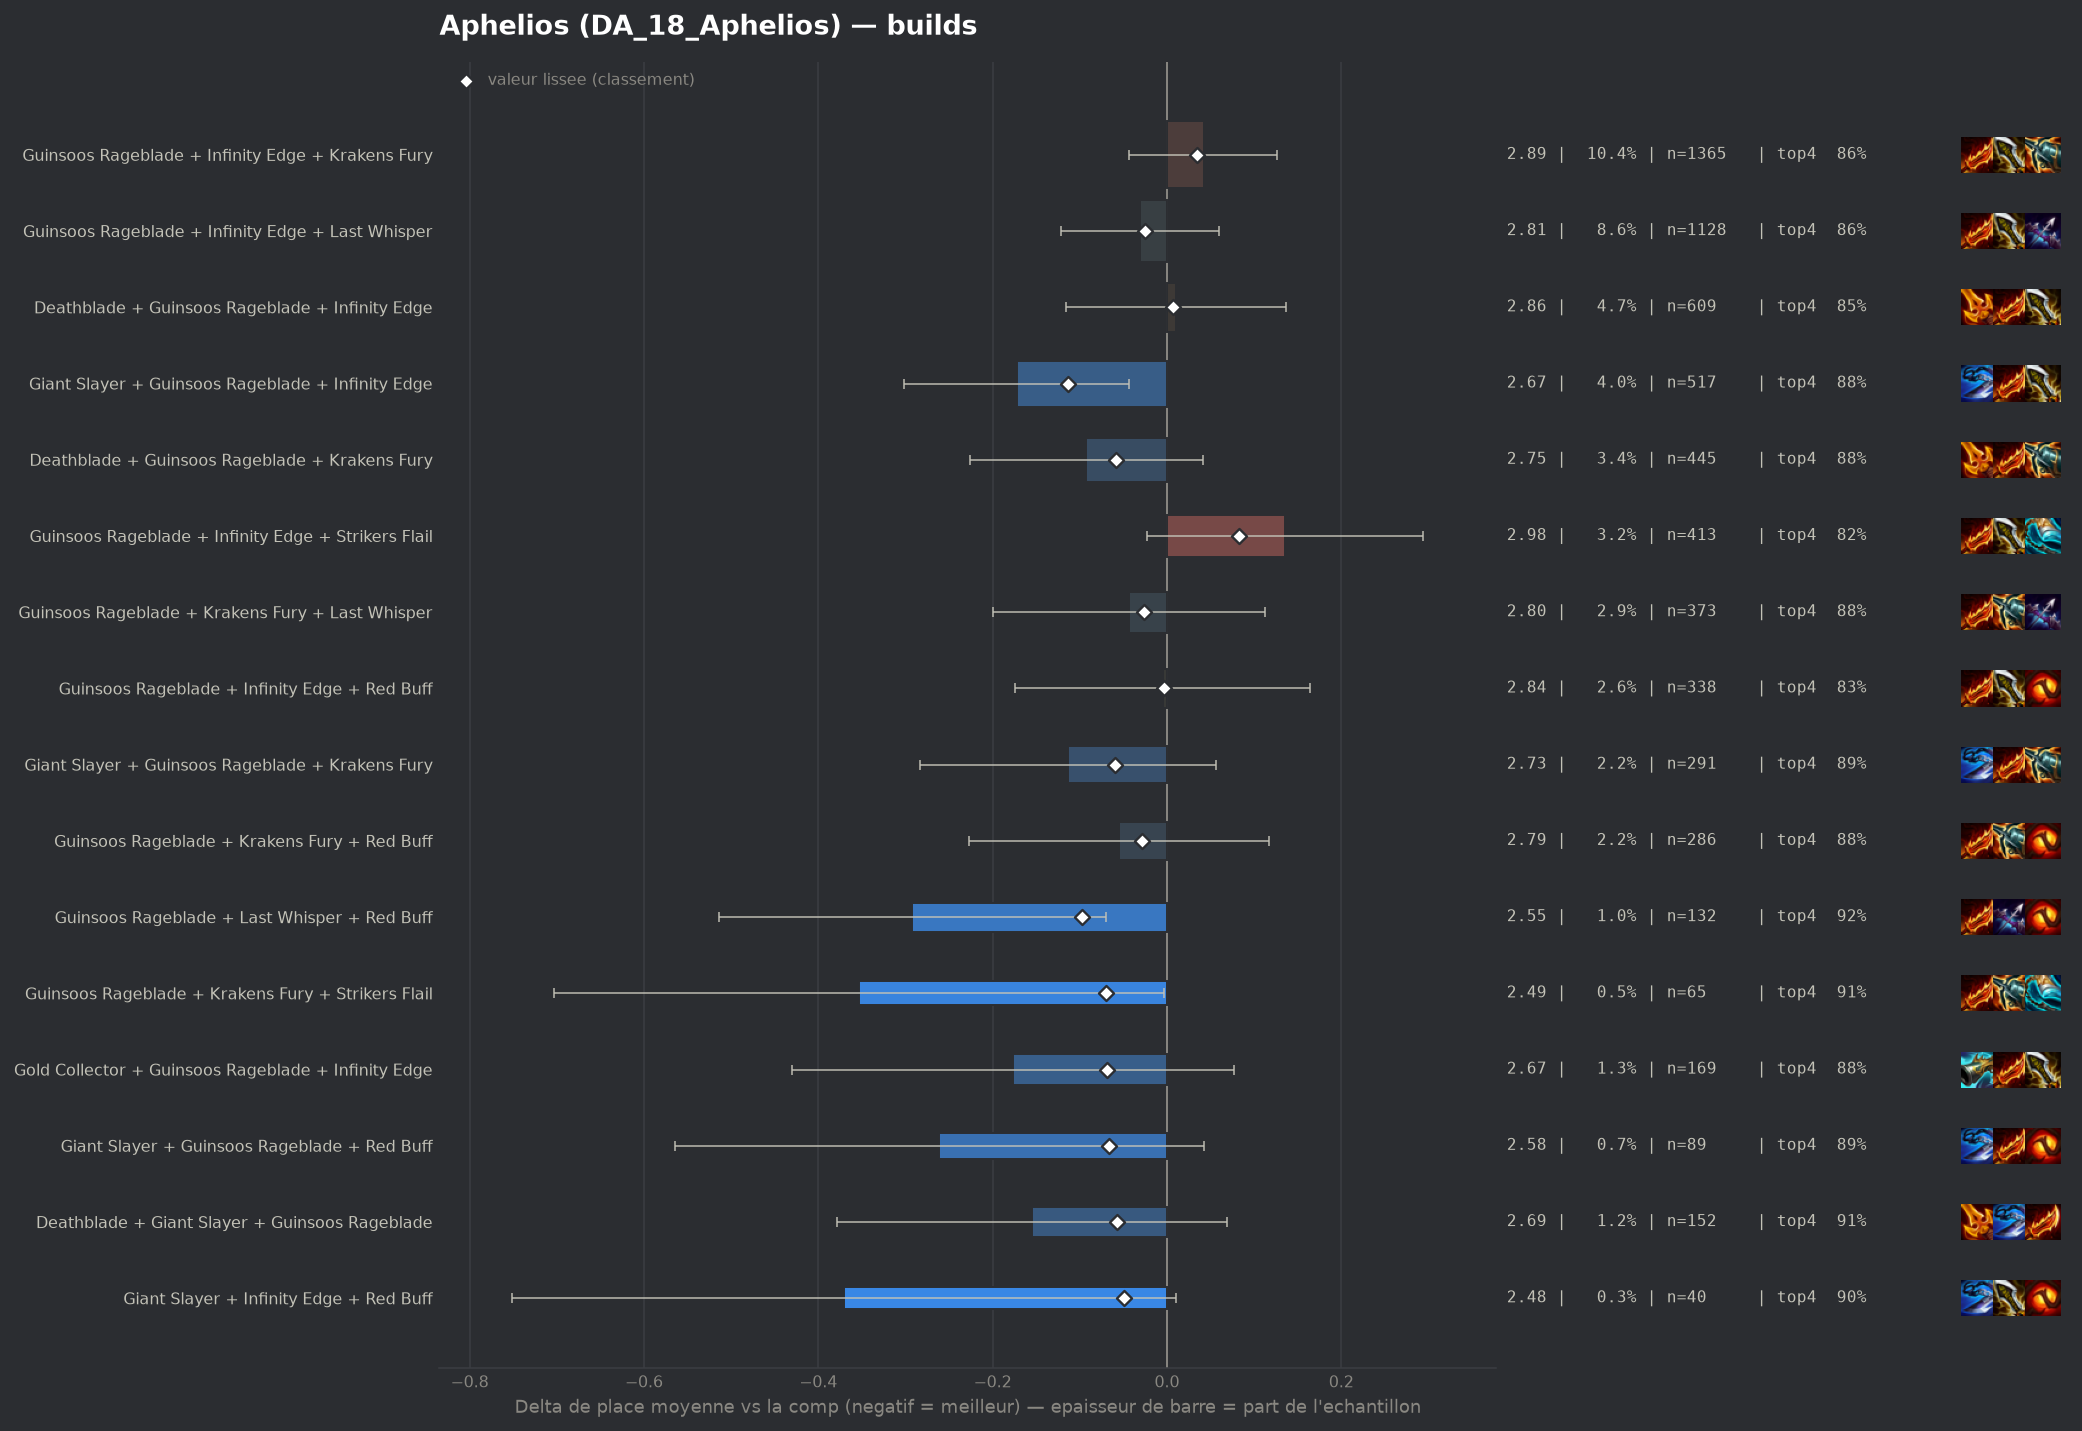 Aphelios (DA_18_Aphelios) — builds
valeur lissee (classement)
Guinsoos Rageblade + Infinity Edge + Krakens Fury 2.89 | 10.4% | n=1365 | top4 86%
Guinsoos Rageblade + Infinity Edge + Last Whisper 2.81 | 8.6% | n=1128 | top4 86%
Deathblade + Guinsoos Rageblade + Infinity Edge 2.86 | 4.7% | n=609 | top4 85%
Giant Slayer + Guinsoos Rageblade + Infinity Edge 2.67 | 4.0% | n=517 | top4 88%
Deathblade + Guinsoos Rageblade + Krakens Fury 2.75 | 3.4% | n=445 | top4 88%
Guinsoos Rageblade + Infinity Edge + Strikers Flail 2.98 | 3.2% | n=413 | top4 82%
Guinsoos Rageblade + Krakens Fury + Last Whisper 2.80 | 2.9% | n=373 | top4 88%
Guinsoos Rageblade + Infinity Edge + Red Buff 2.84 | 2.6% | n=338 | top4 83%
Giant Slayer + Guinsoos Rageblade + Krakens Fury 2.73 | 2.2% | n=291 | top4 89%
Guinsoos Rageblade + Krakens Fury + Red Buff 2.79 | 2.2% | n=286 | top4 88%
Guinsoos Rageblade + Last Whisper + Red Buff 2.55 | 1.0% | n=132 | top4 92%
Guinsoos Rageblade + Krakens Fury + Strikers Flail 2.49 | 0.5% | n=65 | top4 91%
Gold Collector + Guinsoos Rageblade + Infinity Edge 2.67 | 1.3% | n=169 | top4 88%
Giant Slayer + Guinsoos Rageblade + Red Buff 2.58 | 0.7% | n=89 | top4 89%
Deathblade + Giant Slayer + Guinsoos Rageblade 2.69 | 1.2% | n=152 | top4 91%
Giant Slayer + Infinity Edge + Red Buff 2.48 | 0.3% | n=40 | top4 90%
−0.8 −0.6 −0.4 −0.2 0.0 0.2
Delta de place moyenne vs la comp (negatif = meilleur) — epaisseur de barre = part de l'echantillon